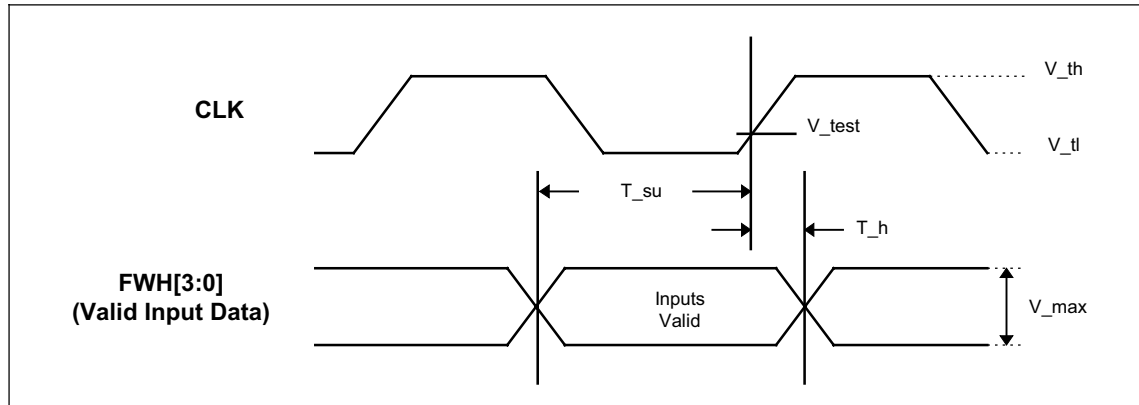 V_th
CLK
V_test
V_tl
T_su
T_h
FWH[3:0]
(Valid Input Data)
Inputs
Valid
V_max